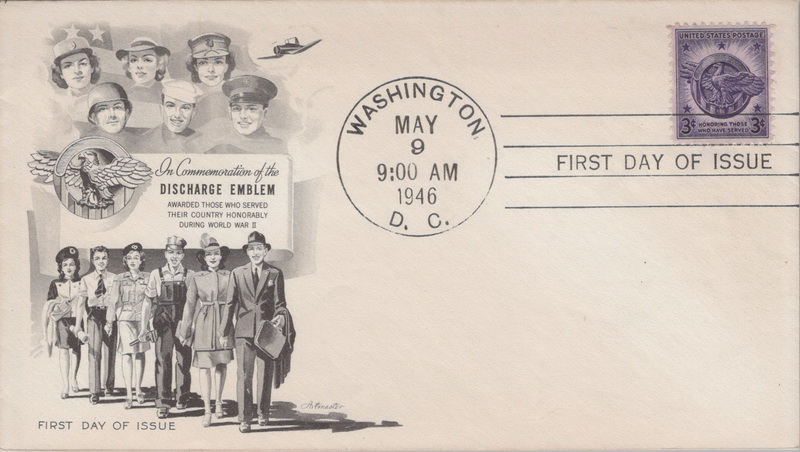 In Commemoration of the
DISCHARGE EMBLEM
AWARDED THOSE WHO SERVED
THEIR COUNTRY HONORABLY
DURING WORLD WAR II
FIRST DAY OF ISSUE
WASHINGTON,
MAY
9
9:00 AM
1946
D. C.
UNITED STATES POSTAGE
3¢ HONORING THOSE 3¢
WHO HAVE SERVED
FIRST DAY OF ISSUE